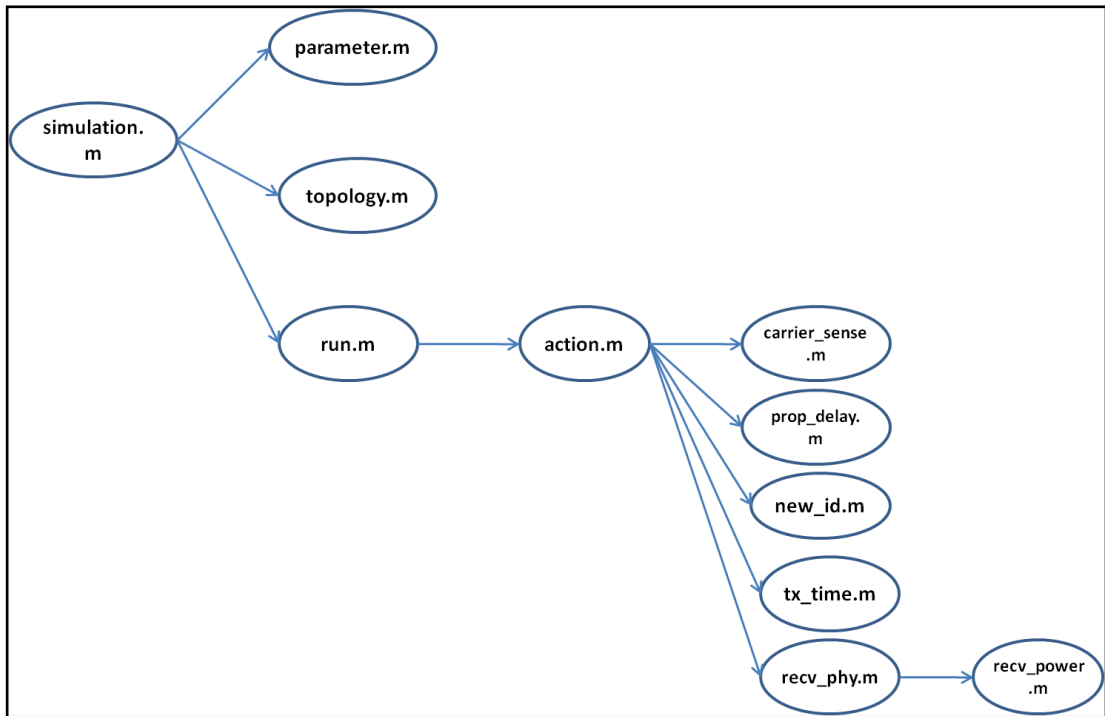 parameter.m
simulation.
m
topology.m
run.m
action.m
carrier_sense
.m
prop_delay.
m
new_id.m
tx_time.m
recv_phy.m
recv_power
.m